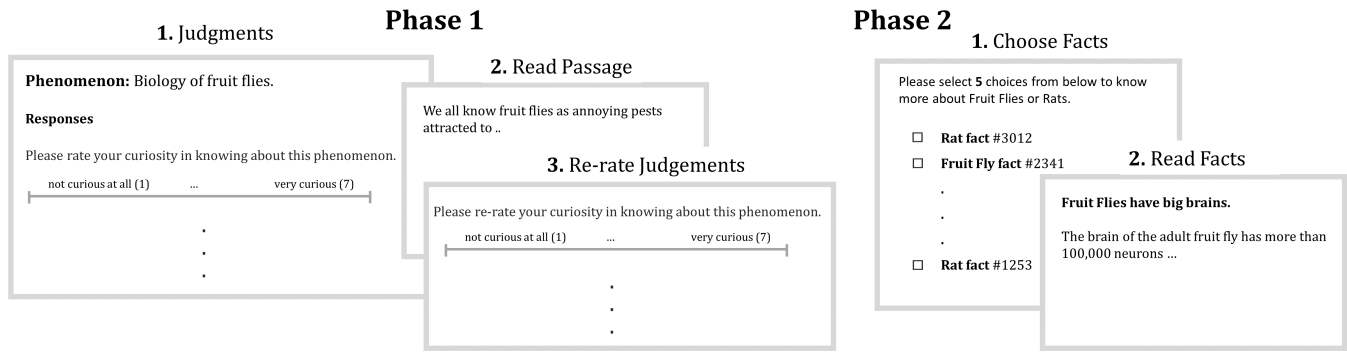 Phase 1
1. Judgments
Phenomenon: Biology of fruit flies.
Responses
Please rate your curiosity in knowing about this phenomenon.
not curious at all (1) ... very curious (7)
.
.
.
2. Read Passage
We all know fruit flies as annoying pests
attracted to ..
3. Re-rate Judgements
Please re-rate your curiosity in knowing about this phenomenon.
not curious at all (1) ... very curious (7)
.
.
.
Phase 2
1. Choose Facts
Please select 5 choices from below to know
more about Fruit Flies or Rats.
☐ Rat fact #3012
☐ Fruit Fly fact #2341
.
.
.
☐ Rat fact #1253
2. Read Facts
Fruit Flies have big brains.
The brain of the adult fruit fly has more than
100,000 neurons ...